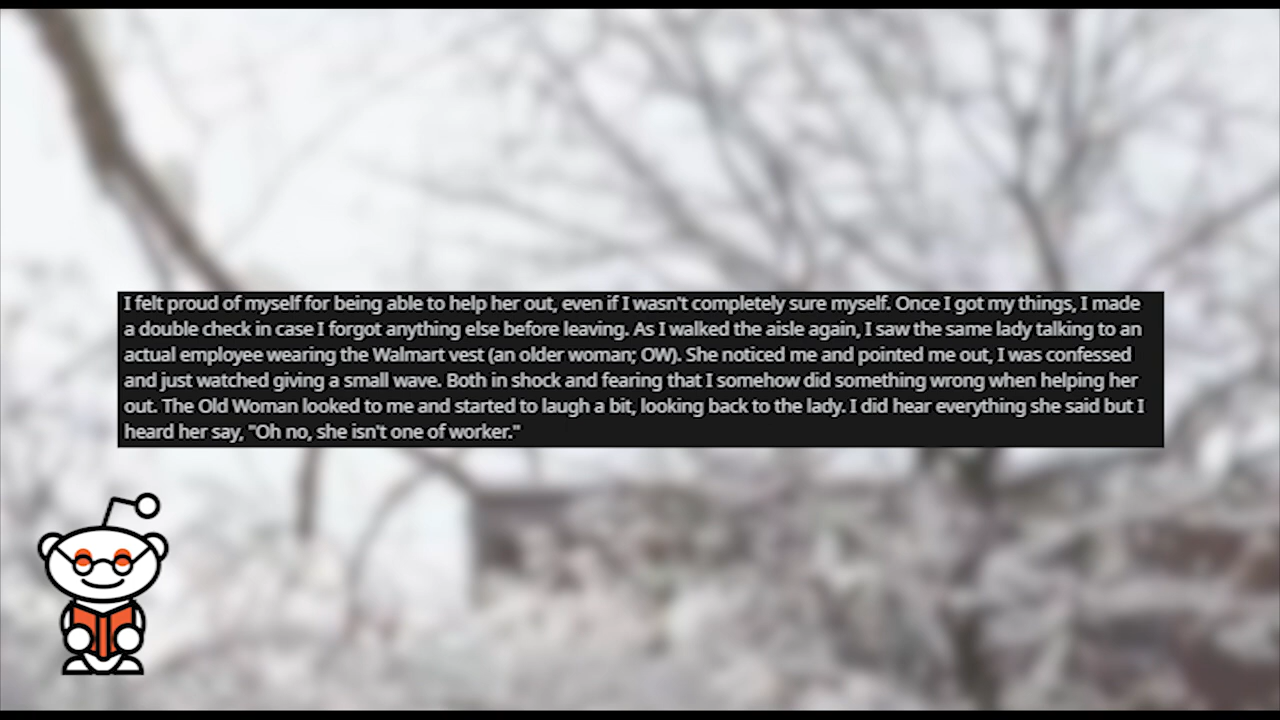 I felt proud of myself for being able to help her out, even if I wasn't completely sure myself. Once I got my things, I made
a double check in case I forgot anything else before leaving. As I walked the aisle again, I saw the same lady talking to an
actual employee wearing the Walmart vest (an older woman; OW). She noticed me and pointed me out, I was confessed
and just watched giving a small wave. Both in shock and fearing that I somehow did something wrong when helping her
out. The Old Woman looked to me and started to laugh a bit, looking back to the lady. I did hear everything she said but I
heard her say, "Oh no, she isn't one of worker."